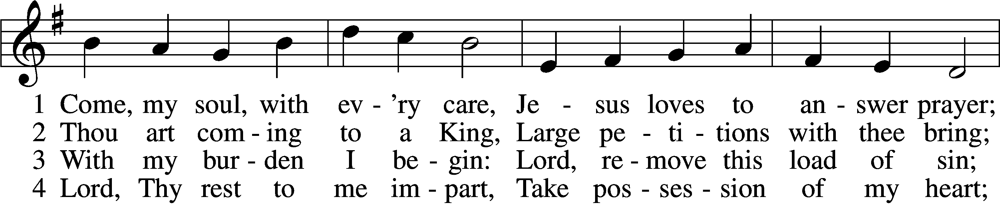 1 Come, my soul, with ev - 'ry care, Je - sus loves to an - swer prayer;
2 Thou art com - ing to a King, Large pe - ti - tions with thee bring;
3 With my bur - den I be - gin: Lord, re - move this load of sin;
4 Lord, Thy rest to me im - part, Take pos - ses - sion of my heart;